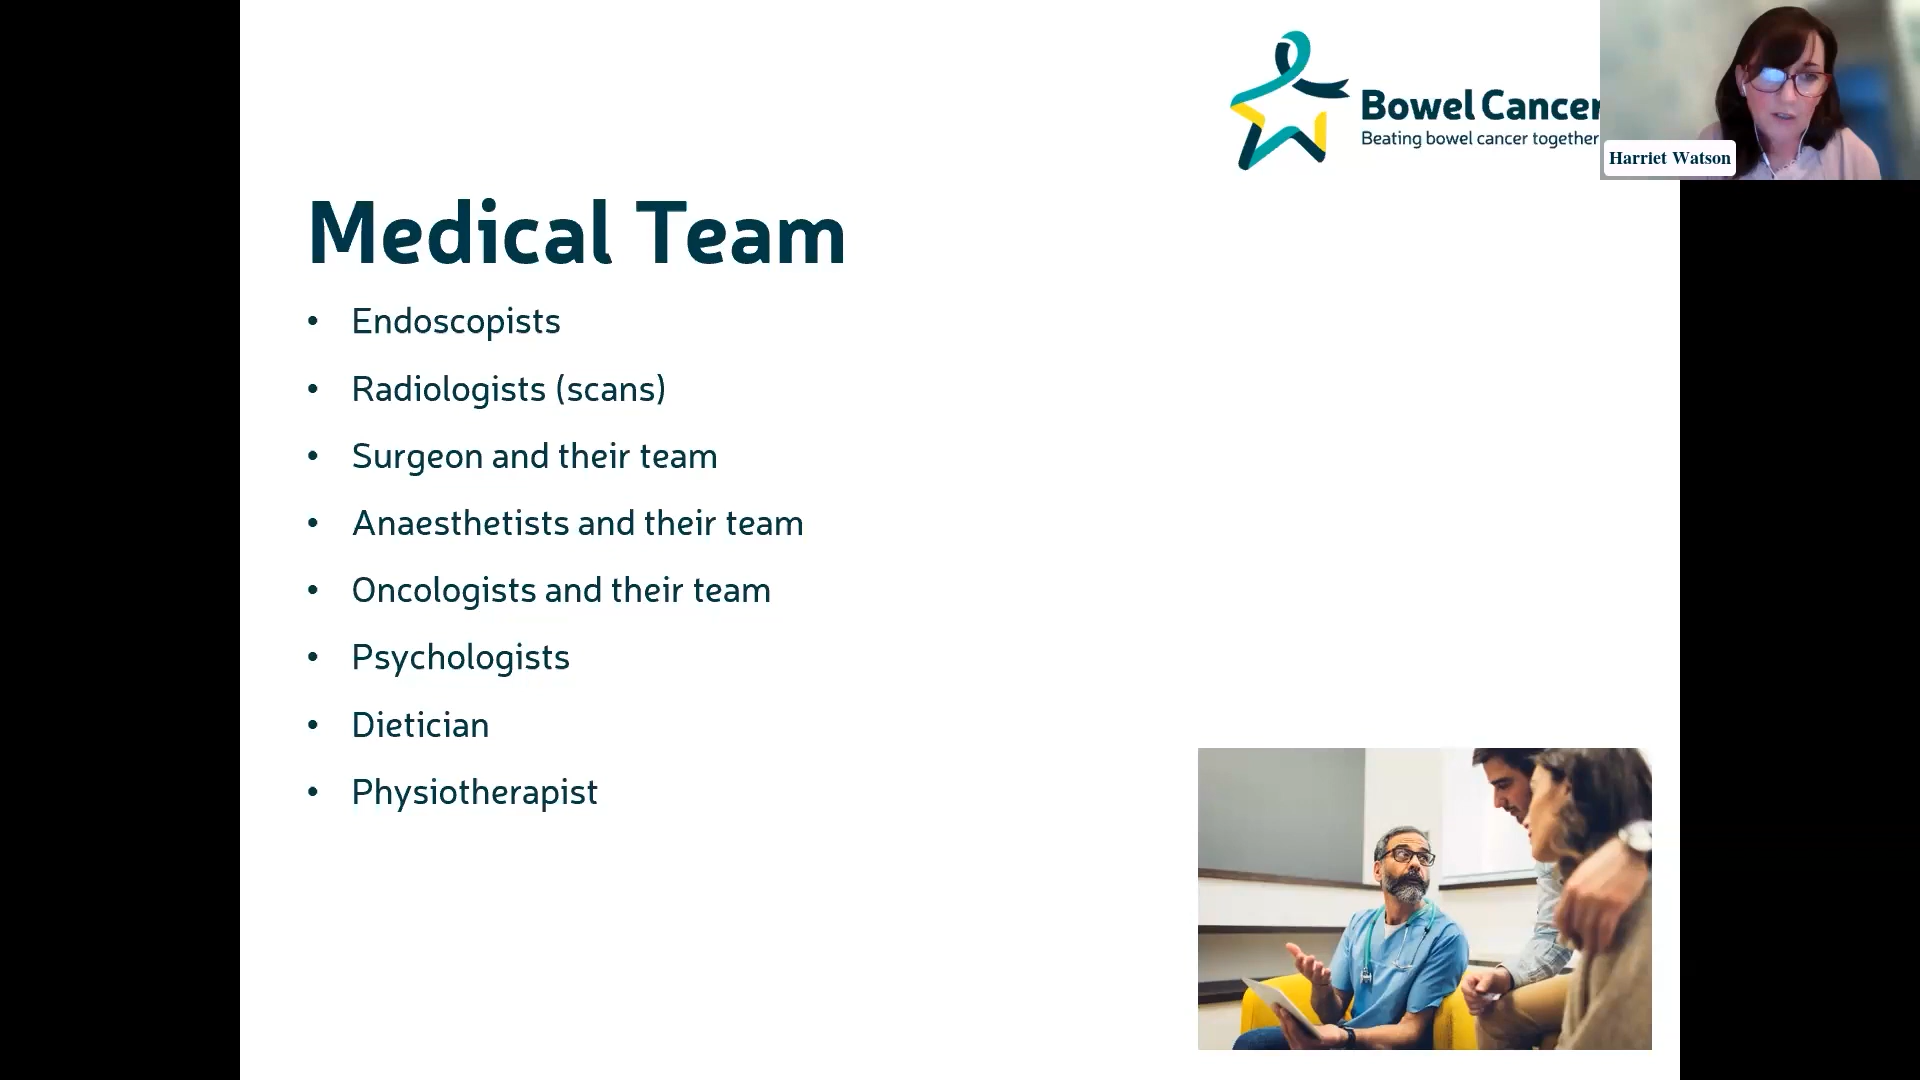 Bowel Cancer
Beating bowel cancer together
Harriet Watson
Medical Team
• Endoscopists
• Radiologists (scans)
• Surgeon and their team
• Anaesthetists and their team
• Oncologists and their team
• Psychologists
• Dietician
• Physiotherapist